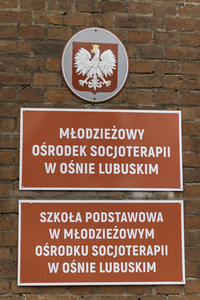 MŁODZIEŻOWY
OŚRODEK SOCJOTERAPII
W OŚNIE LUBUSKIM
SZKOŁA PODSTAWOWA
W MŁODZIEŻOWYM
OŚRODKU SOCJOTERAPII
W OŚNIE LUBUSKIM